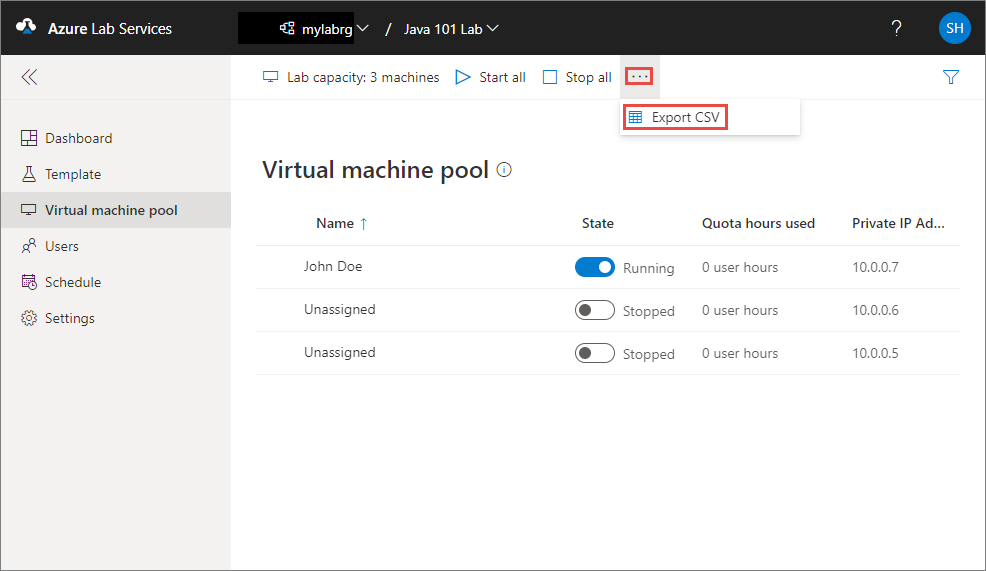 Azure Lab Services mylabrg / Java 101 Lab ? SH
Lab capacity: 3 machines Start all Stop all ...
Export CSV
Dashboard
Template
Virtual machine pool
Users
Schedule
Settings
Virtual machine pool
Name ↑ State Quota hours used Private IP Ad...
John Doe Running 0 user hours 10.0.0.7
Unassigned Stopped 0 user hours 10.0.0.6
Unassigned Stopped 0 user hours 10.0.0.5